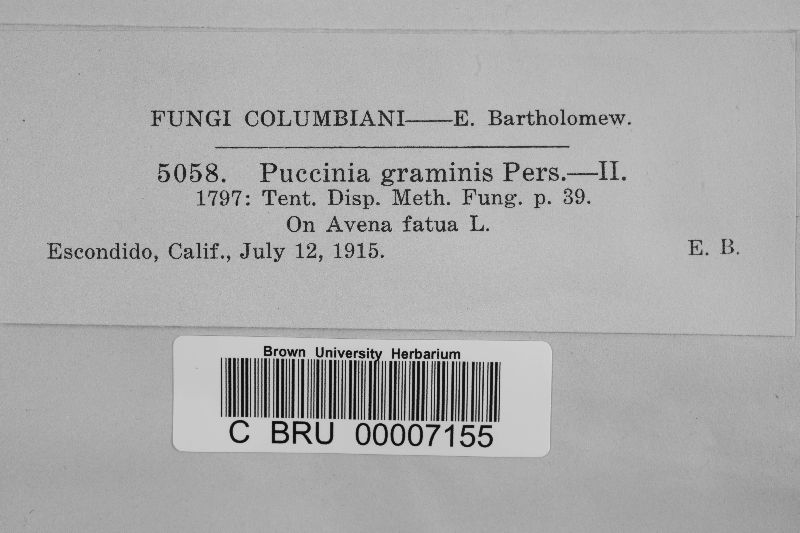 FUNGI COLUMBIANI——E. Bartholomew.
5058. Puccinia graminis Pers.—II.
1797: Tent. Disp. Meth. Fung. p. 39.
On Avena fatua L.
Escondido, Calif., July 12, 1915. E. B.
Brown University Herbarium
C BRU 00007155